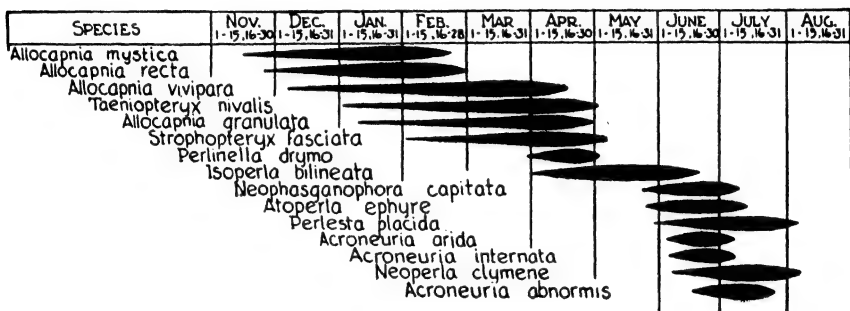 SPECIES NOV. DEC. JAN. FEB. MAR APR. MAY JUNE JULY AUG.
1-15,16-30 1-15,16-31 1-15,16-31 1-15,16-28 1-15,16-31 1-15,16-30 1-15,16-31 1-15,16-30 1-15,16-31 1-15,16-31
Allocapnia mystica
Allocapnia recta
Allocapnia vivipara
Taeniopteryx nivalis
Allocapnia granulata
Strophopteryx fasciata
Perlinella drymo
Isoperla bilineata
Neophasganophora capitata
Atoperla ephyre
Perlesta placida
Acroneuria arida
Acroneuria internata
Neoperla clymene
Acroneuria abnormis